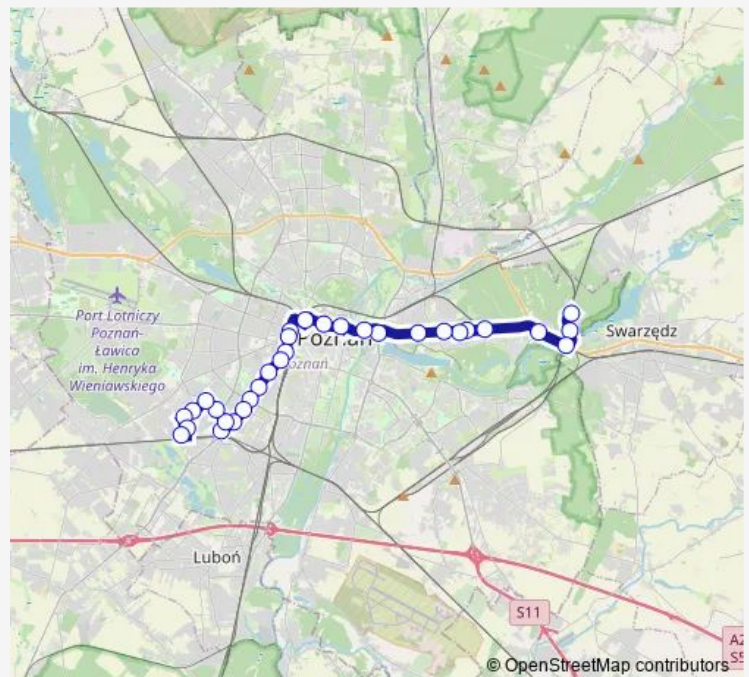 Port Lotniczy
Poznań-
Ławica
im. Henryka
Wieniawskiego
Poznań
Poznań
Swarzędz
Luboń
S11
A2
S5
© OpenStreetMap contributors